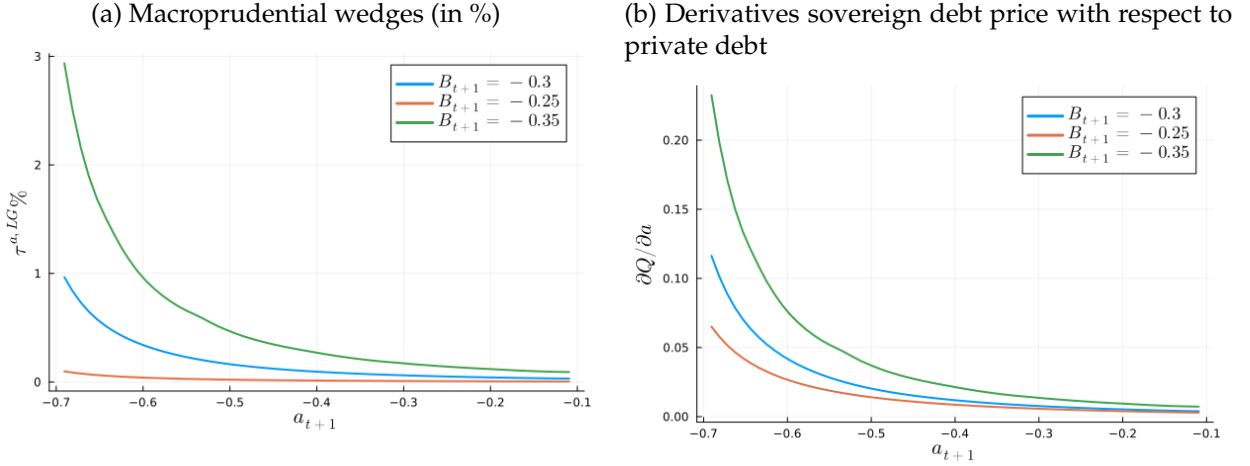 (a) Macroprudential wedges (in %)
3
2
1
0
τ^{a, LG}%
−0.7 −0.6 −0.5 −0.4 −0.3 −0.2 −0.1
a_{t+1}
B_{t+1} = − 0.3
B_{t+1} = − 0.25
B_{t+1} = − 0.35
(b) Derivatives sovereign debt price with respect to
private debt
0.20
0.15
0.10
0.05
0.00
∂Q/∂a
−0.7 −0.6 −0.5 −0.4 −0.3 −0.2 −0.1
a_{t+1}
B_{t+1} = − 0.3
B_{t+1} = − 0.25
B_{t+1} = − 0.35